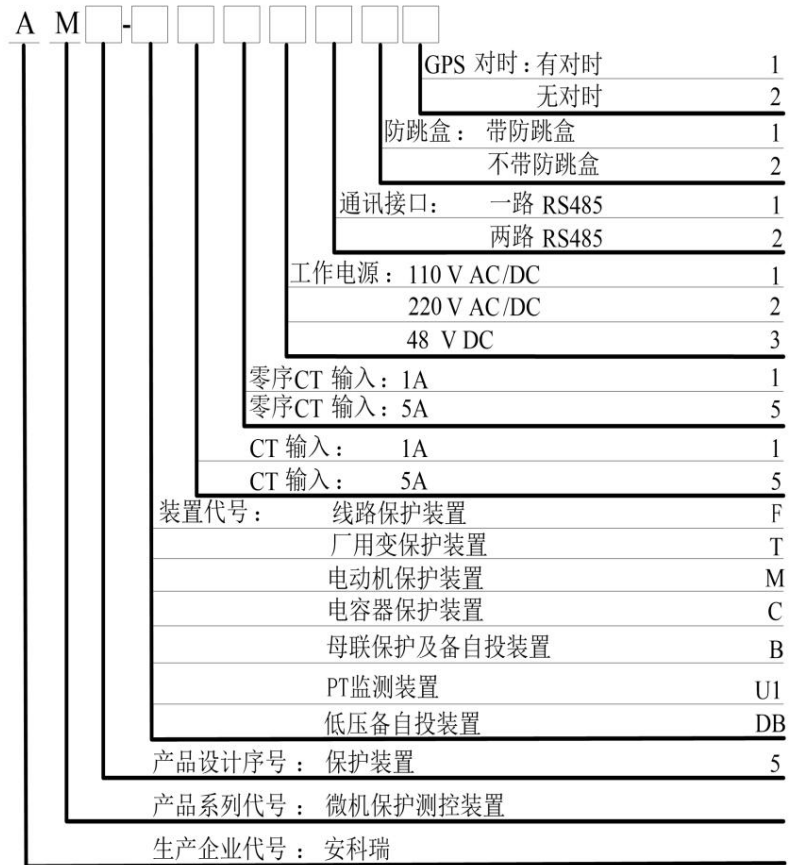 A M -
GPS 对时：有对时 1
无对时 2
防跳盒： 带防跳盒 1
不带防跳盒 2
通讯接口： 一路 RS485 1
两路 RS485 2
工作电源：110 V AC/DC 1
220 V AC/DC 2
48 V DC 3
零序CT 输入：1A 1
零序CT 输入：5A 5
CT 输入： 1A 1
CT 输入： 5A 5
装置代号： 线路保护装置 F
厂用变保护装置 T
电动机保护装置 M
电容器保护装置 C
母联保护及备自投装置 B
PT监测装置 U1
低压备自投装置 DB
产品设计序号： 保护装置 5
产品系列代号： 微机保护测控装置
生产企业代号： 安科瑞